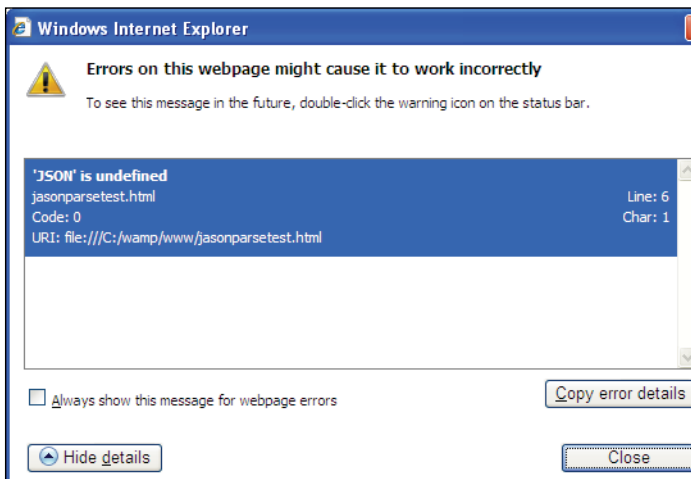 Windows Internet Explorer
Errors on this webpage might cause it to work incorrectly
To see this message in the future, double-click the warning icon on the status bar.
'JSON' is undefined
jasonparsetest.html Line: 6
Code: 0 Char: 1
URI: file:///C:/wamp/www/jasonparsetest.html
Always show this message for webpage errors
Copy error details
Hide details
Close